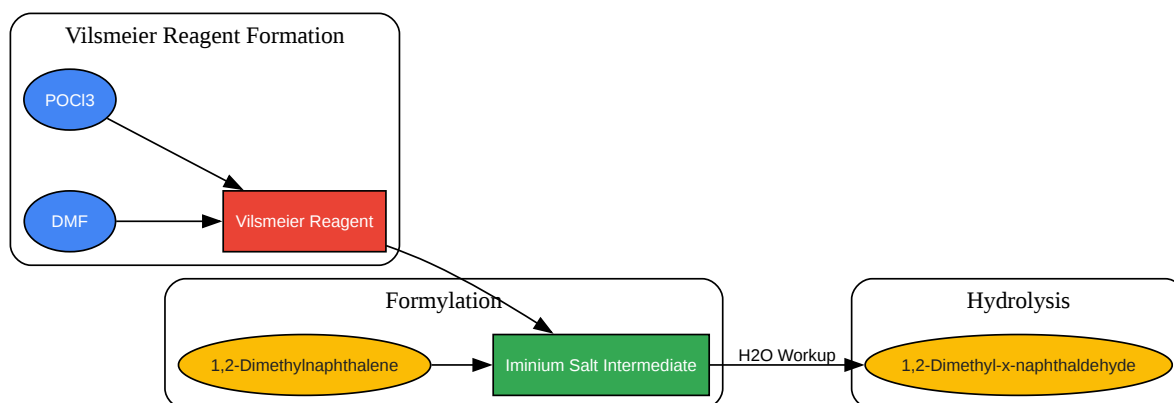 Vilsmeier Reagent Formation
POCl3
DMF
Vilsmeier Reagent
Formylation
1,2-Dimethylnaphthalene
Iminium Salt Intermediate
H2O Workup
Hydrolysis
1,2-Dimethyl-x-naphthaldehyde